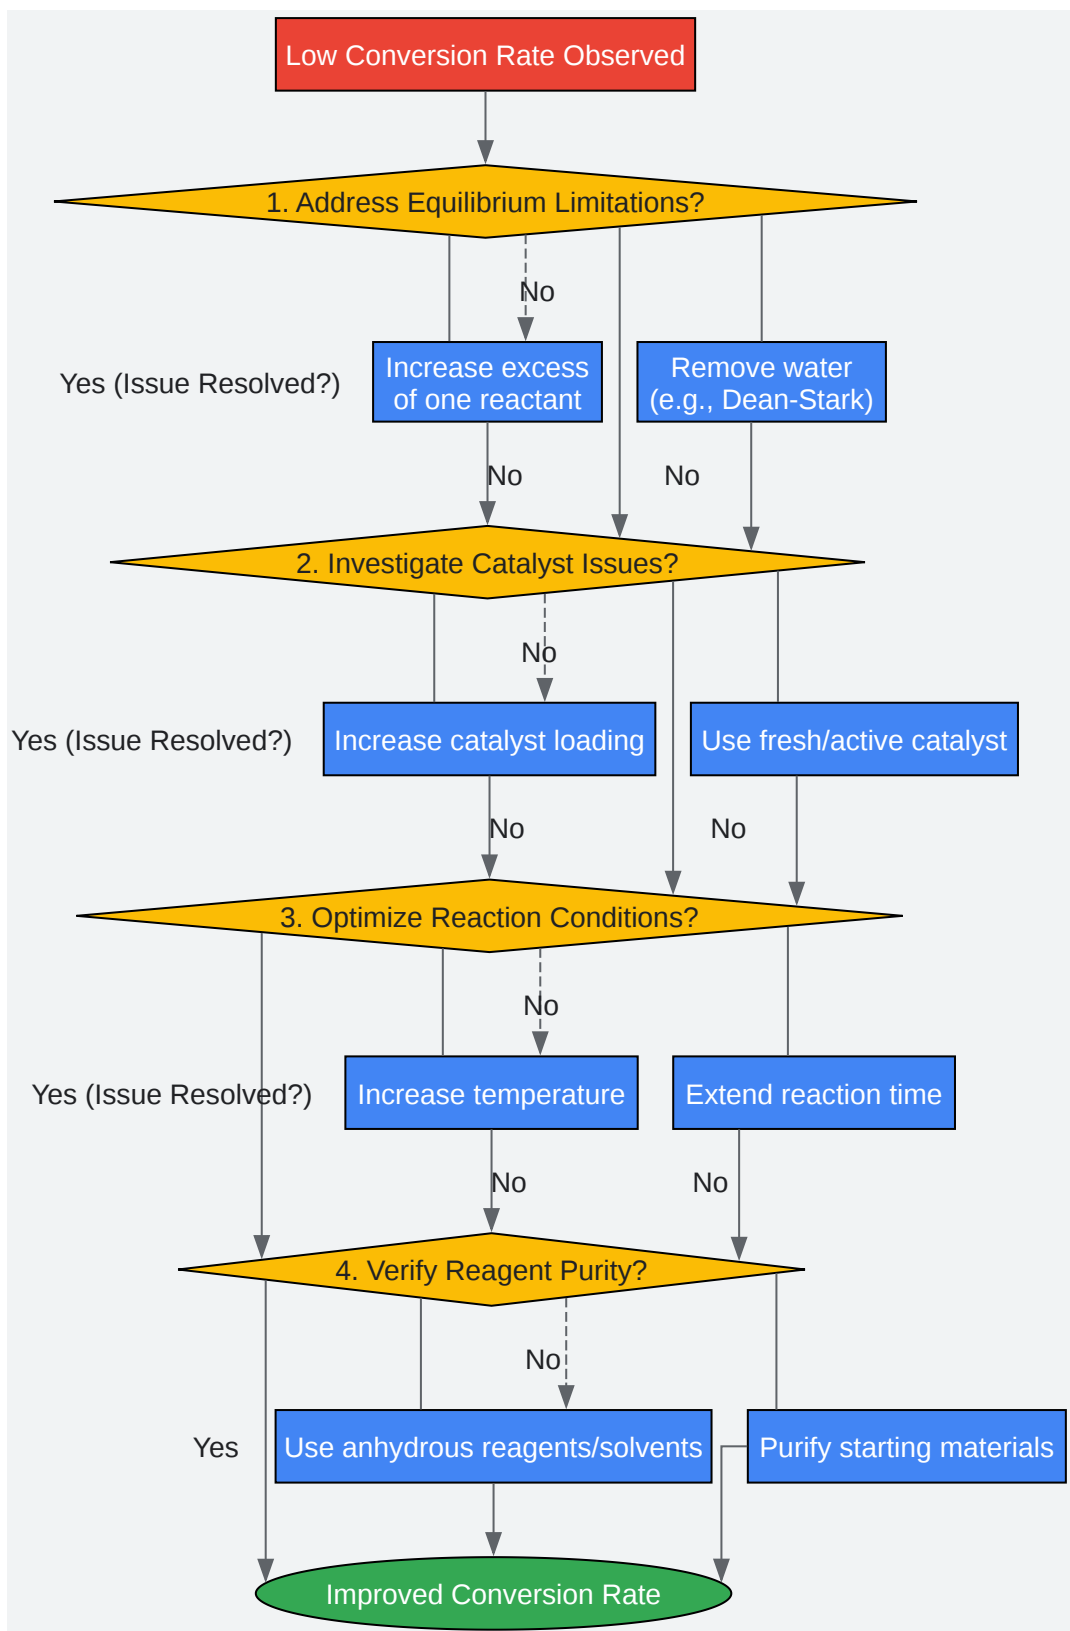 Low Conversion Rate Observed
1. Address Equilibrium Limitations?
No
Yes (Issue Resolved?)
Increase excess
of one reactant
Remove water
(e.g., Dean-Stark)
No
No
2. Investigate Catalyst Issues?
No
Yes (Issue Resolved?)
Increase catalyst loading
Use fresh/active catalyst
No
No
3. Optimize Reaction Conditions?
No
Yes (Issue Resolved?)
Increase temperature
Extend reaction time
No
No
4. Verify Reagent Purity?
No
Yes
Use anhydrous reagents/solvents
Purify starting materials
Improved Conversion Rate